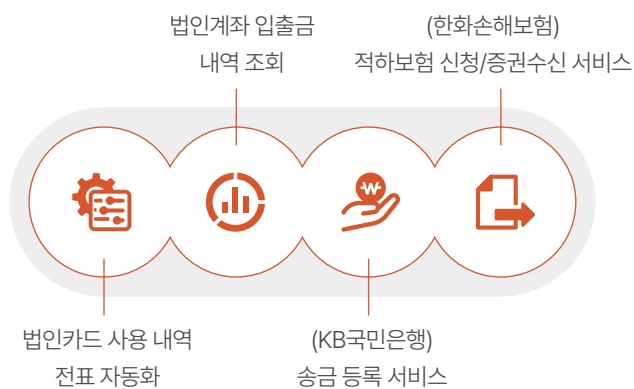 법인계좌 입출금
내역 조회
(한화손해보험)
적하보험 신청/증권수신 서비스
W
법인카드 사용 내역
전표 자동화
(KB국민은행)
송금 등록 서비스